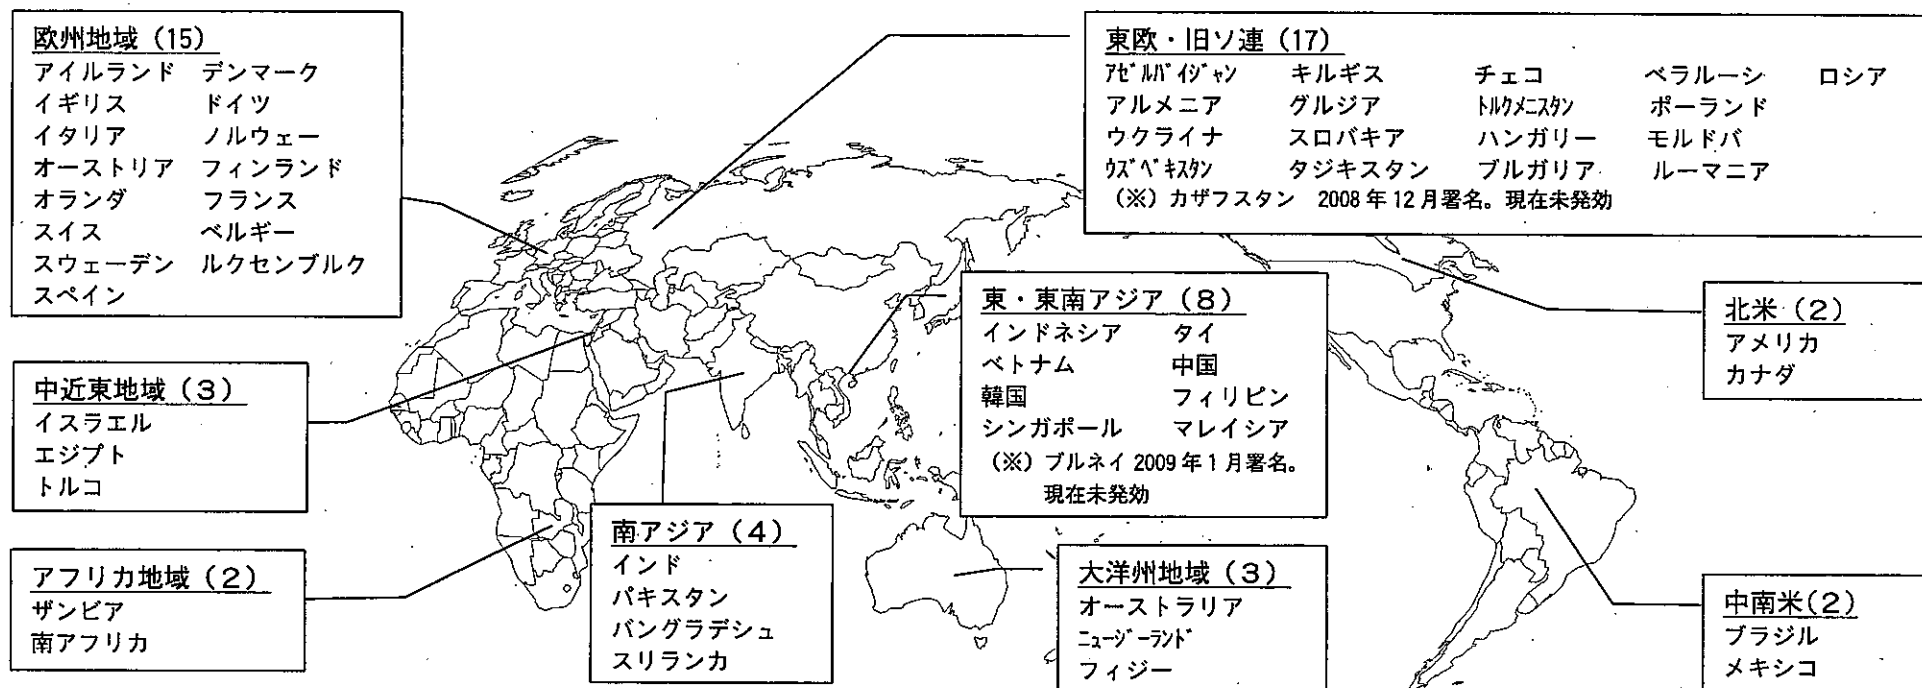 欧州地域（15）
アイルランド　デンマーク
イギリス　ドイツ
イタリア　ノルウェー
オーストリア　フィンランド
オランダ　フランス
スイス　ベルギー
スウェーデン　ルクセンブルク
スペイン
東欧・旧ソ連（17）
ｱｾﾞﾙﾊﾞｲｼﾞｬﾝ　キルギス　チェコ　ベラルーシ　ロシア
アルメニア　グルジア　ﾄﾙｸﾒﾆｽﾀﾝ　ポーランド
ウクライナ　スロバキア　ハンガリー　モルドバ
ｳｽﾞﾍﾞｷｽﾀﾝ　タジキスタン　ブルガリア　ルーマニア
（※）カザフスタン　2008年12月署名。現在未発効
東・東南アジア（8）
インドネシア　タイ
ベトナム　中国
韓国　フィリピン
シンガポール　マレイシア
（※）ブルネイ 2009年1月署名。
現在未発効
北米（2）
アメリカ
カナダ
中近東地域（3）
イスラエル
エジプト
トルコ
アフリカ地域（2）
ザンビア
南アフリカ
南アジア（4）
インド
パキスタン
バングラデシュ
スリランカ
大洋州地域（3）
オーストラリア
ﾆｭｰｼﾞｰﾗﾝﾄﾞ
フィジー
中南米(2)
ブラジル
メキシコ